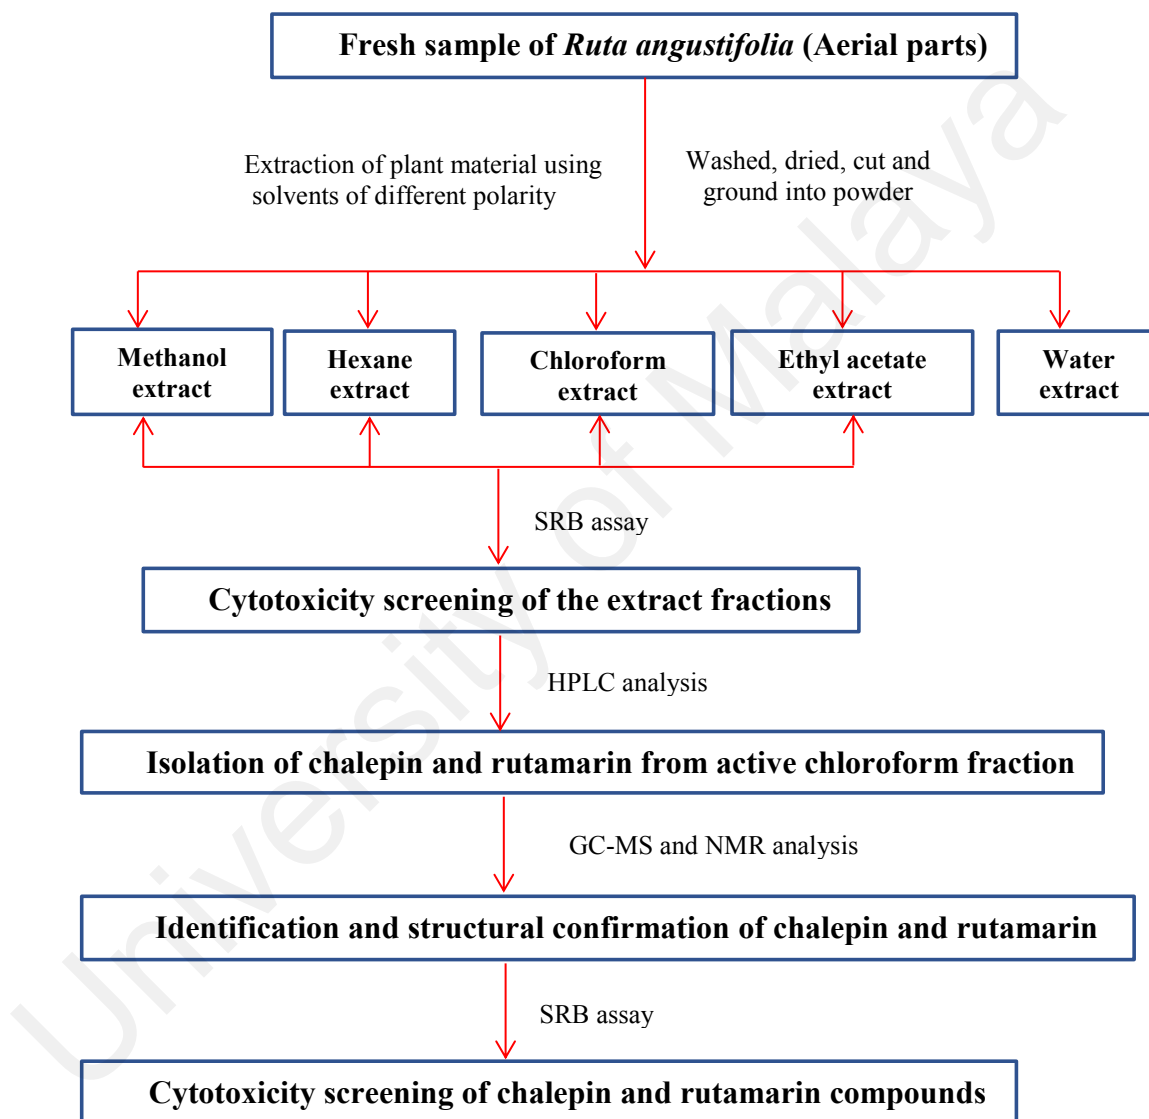 Fresh sample of Ruta angustifolia (Aerial parts)
Extraction of plant material using
solvents of different polarity
Washed, dried, cut and
ground into powder
Methanol
extract
Hexane
extract
Chloroform
extract
Ethyl acetate
extract
Water
extract
SRB assay
Cytotoxicity screening of the extract fractions
HPLC analysis
Isolation of chalepin and rutamarin from active chloroform fraction
GC-MS and NMR analysis
Identification and structural confirmation of chalepin and rutamarin
SRB assay
Cytotoxicity screening of chalepin and rutamarin compounds
University of Malaya